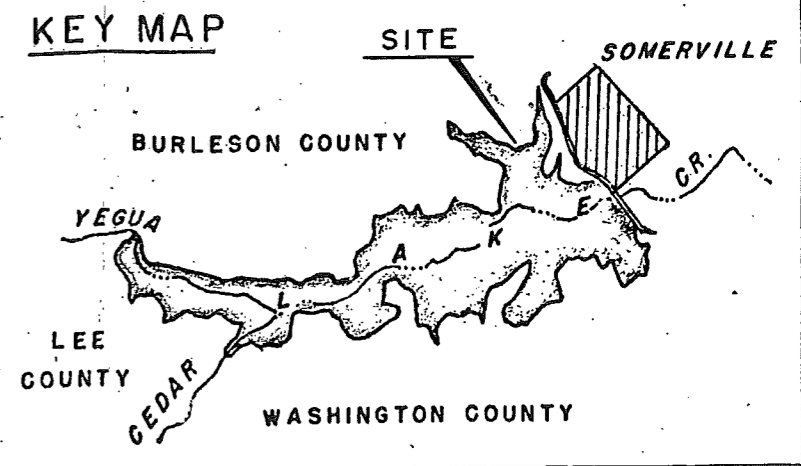 KEY MAP
SITE
SOMERVILLE
BURLESON COUNTY
CR.
YEGUA
L A K E
LEE
COUNTY
CEDAR
WASHINGTON COUNTY